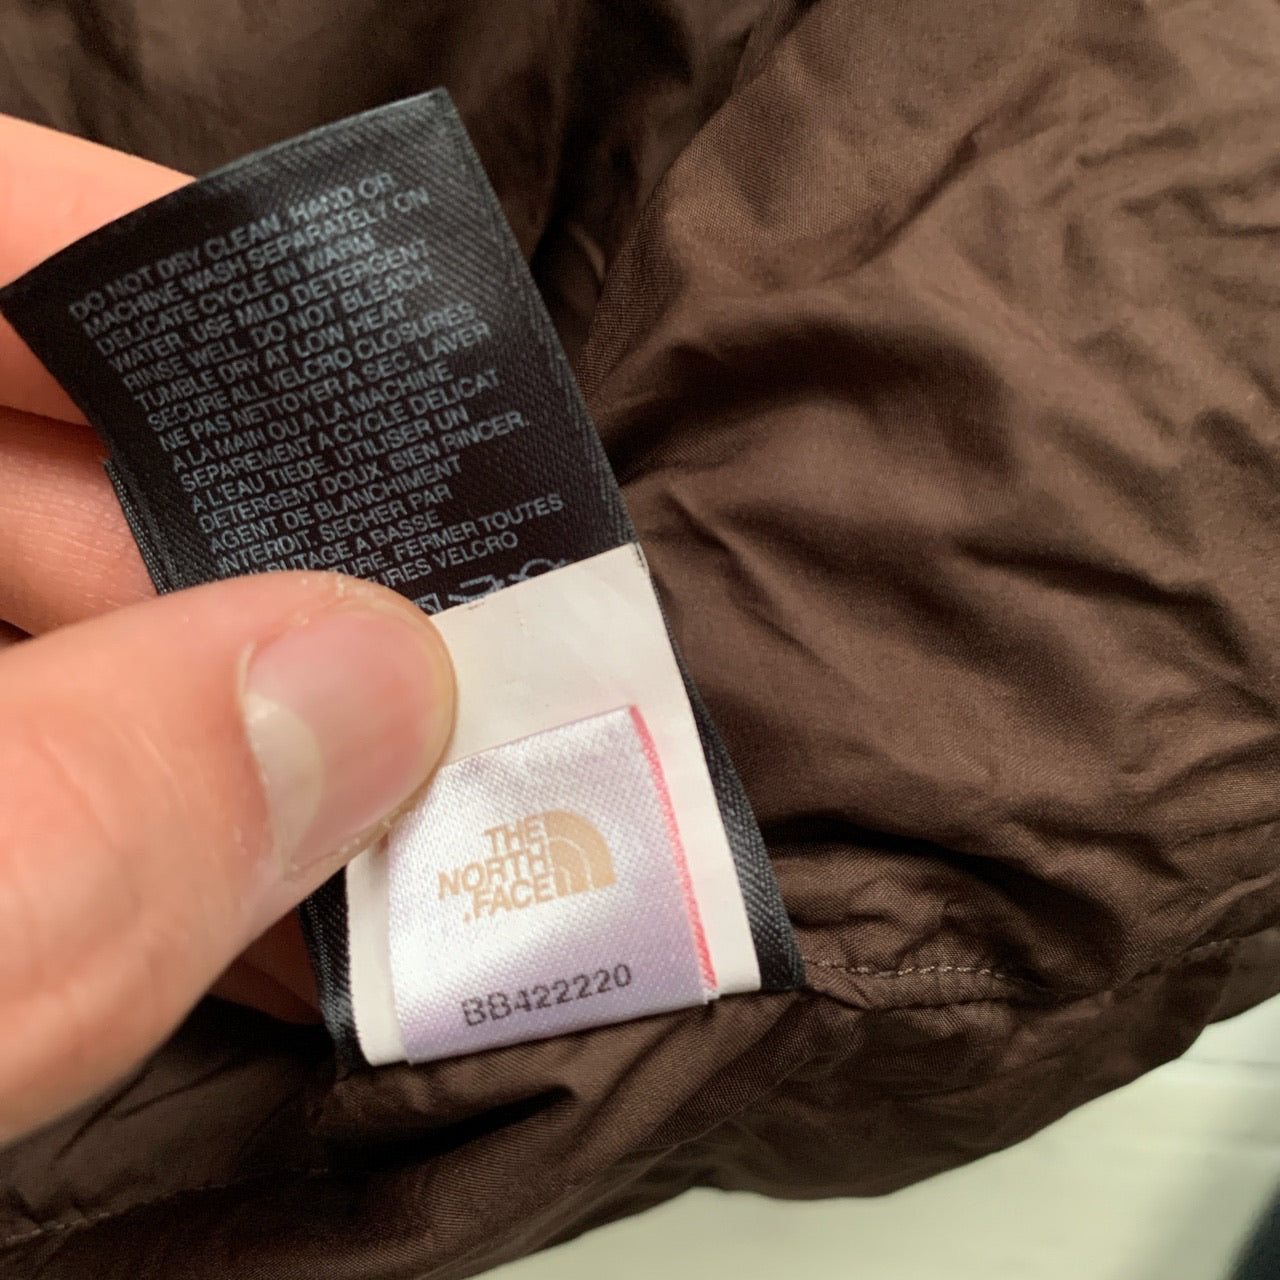 DO NOT DRY CLEAN, HAND OR
MACHINE WASH SEPARATELY ON
DELICATE CYCLE IN WARM
WATER USE MILD DETERGENT
RINSE WELL, DO NOT BLEACH
TUMBLE DRY AT LOW HEAT.
SECURE ALL VELCRO CLOSURES
NE PAS NETTOYER A SEC, LAVER
A LA MAIN OU A LA MACHINE
SEPAREMENT A CYCLE DELICAT
A L'EAU TIEDE. UTILISER UN
DETERGENT DOUX. BIEN RINCER.
AGENT DE BLANCHIMENT
INTERDIT. SECHER PAR
A BASSE
FERMER TOUTES
VELCRO
THE
NORTH
FACE
BB422220